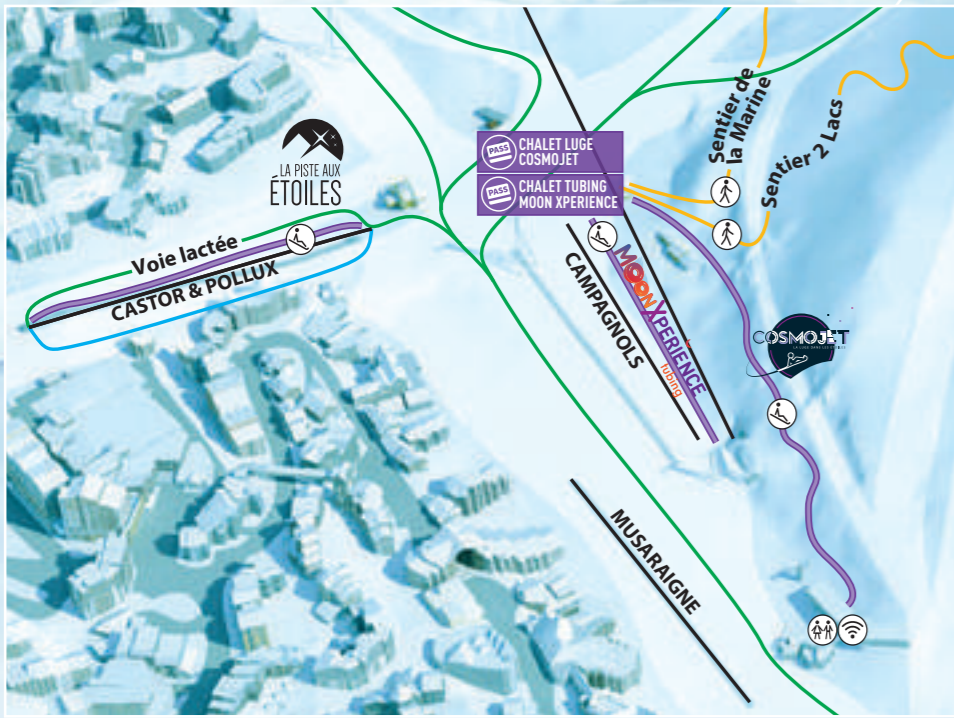 LA PISTE AUX
ÉTOILES
Voie lactée
CASTOR & POLLUX
PASS
CHALET LUGE
COSMOJET
PASS
CHALET TUBING
MOON XPERIENCE
Sentier de
la Marine
Sentier 2 Lacs
CAMPAGNOLS
MOONXPERIENCE
tubing
COSMOJET
MUSARAIGNE